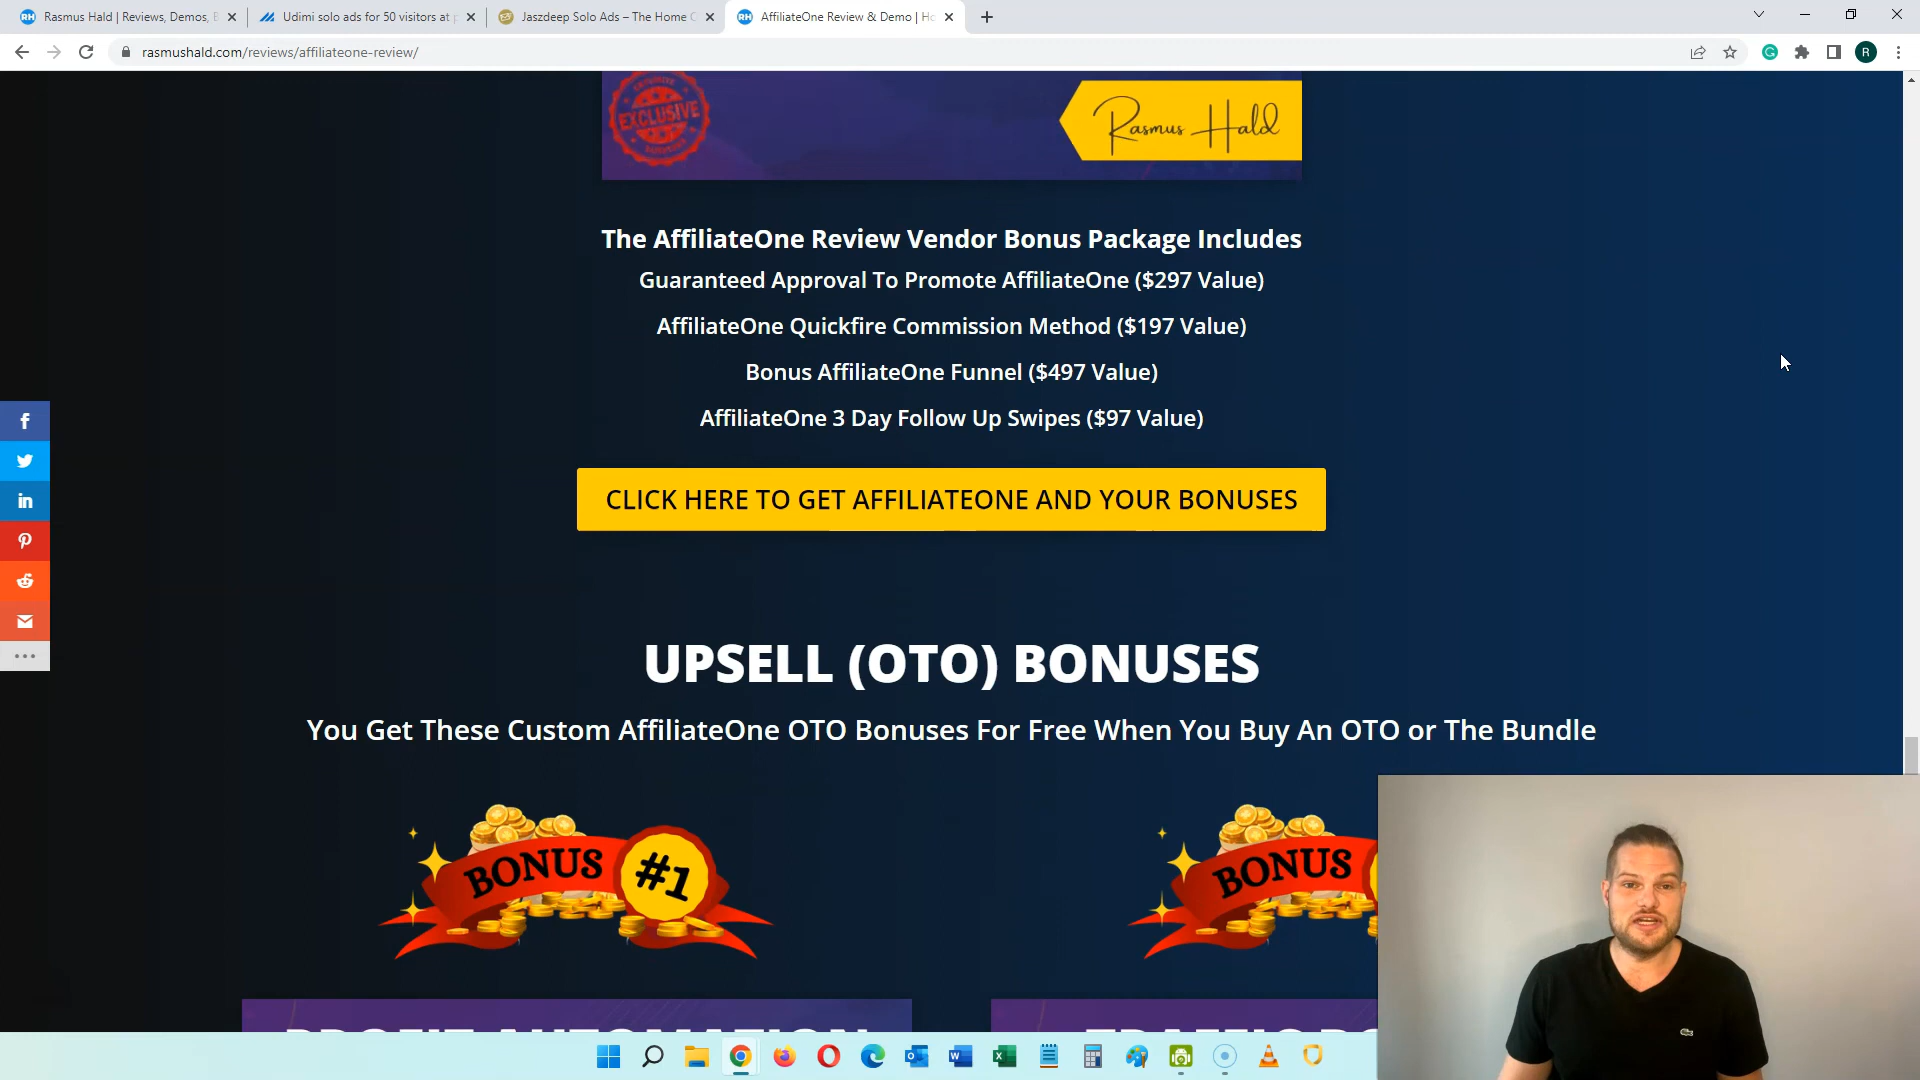 Rasmus Hald | Reviews, Demos, B
Udimi solo ads for 50 visitors at p
Jaszdeep Solo Ads – The Home O
AffiliateOne Review & Demo | Ho
rasmushald.com/reviews/affiliateone-review/
R
EXCLUSIVE
Rasmus Hald
The AffiliateOne Review Vendor Bonus Package Includes
Guaranteed Approval To Promote AffiliateOne ($297 Value)
AffiliateOne Quickfire Commission Method ($197 Value)
Bonus AffiliateOne Funnel ($497 Value)
AffiliateOne 3 Day Follow Up Swipes ($97 Value)
CLICK HERE TO GET AFFILIATEONE AND YOUR BONUSES
UPSELL (OTO) BONUSES
You Get These Custom AffiliateOne OTO Bonuses For Free When You Buy An OTO or The Bundle
BONUS #1
BONUS
PROFIT AUTOMATION